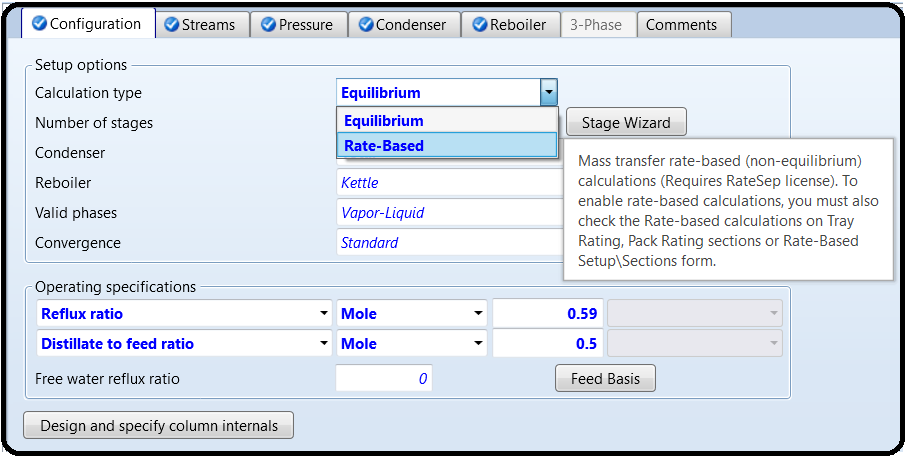 Configuration Streams Pressure Condenser Reboiler 3-Phase Comments
Setup options
Calculation type Equilibrium
Equilibrium
Number of stages Stage Wizard
Rate-Based
Condenser
Mass transfer rate-based (non-equilibrium)
calculations (Requires RateSep license). To
enable rate-based calculations, you must also
check the Rate-based calculations on Tray
Rating, Pack Rating sections or Rate-Based
Setup\Sections form.
Reboiler Kettle
Valid phases Vapor-Liquid
Convergence Standard
Operating specifications
Reflux ratio Mole 0.59
Distillate to feed ratio Mole 0.5
Free water reflux ratio 0 Feed Basis
Design and specify column internals